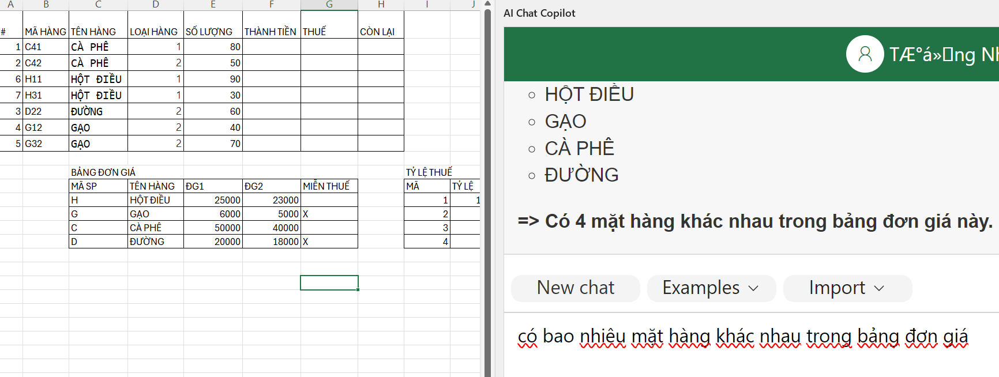 A B C D E F G H I J
# MÃ HÀNG TÊN HÀNG LOẠI HÀNG SỐ LƯỢNG THÀNH TIỀN THUẾ CÒN LẠI
1 C41 CÀ PHÊ 1 80
2 C42 CÀ PHÊ 2 50
6 H11 HỘT ĐIỀU 1 90
7 H31 HỘT ĐIỀU 1 30
3 D22 ĐƯỜNG 2 60
4 G12 GẠO 2 40
5 G32 GẠO 2 70
BẢNG ĐƠN GIÁ TỶ LỆ THUẾ
MÃ SP TÊN HÀNG ĐG1 ĐG2 MIỄN THUẾ MÃ TỶ LỆ
H HỘT ĐIỀU 25000 23000 1 1
G GẠO 6000 5000 X 2
C CÀ PHÊ 50000 40000 3
D ĐƯỜNG 20000 18000 X 4
AI Chat Copilot
TÆ°á»ng Nh
HỘT ĐIỀU
GẠO
CÀ PHÊ
ĐƯỜNG
=> Có 4 mặt hàng khác nhau trong bảng đơn giá này.
New chat Examples Import
có bao nhiêu mặt hàng khác nhau trong bảng đơn giá